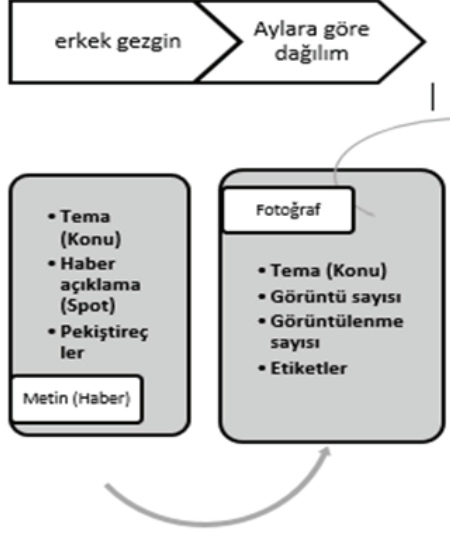 erkek gezgin
Aylara göre
dağılım
• Tema
(Konu)
• Haber
açıklama
(Spot)
• Pekiştireç
ler
Metin (Haber)
Fotoğraf
• Tema (Konu)
• Görüntü sayısı
• Görüntülenme
sayısı
• Etiketler